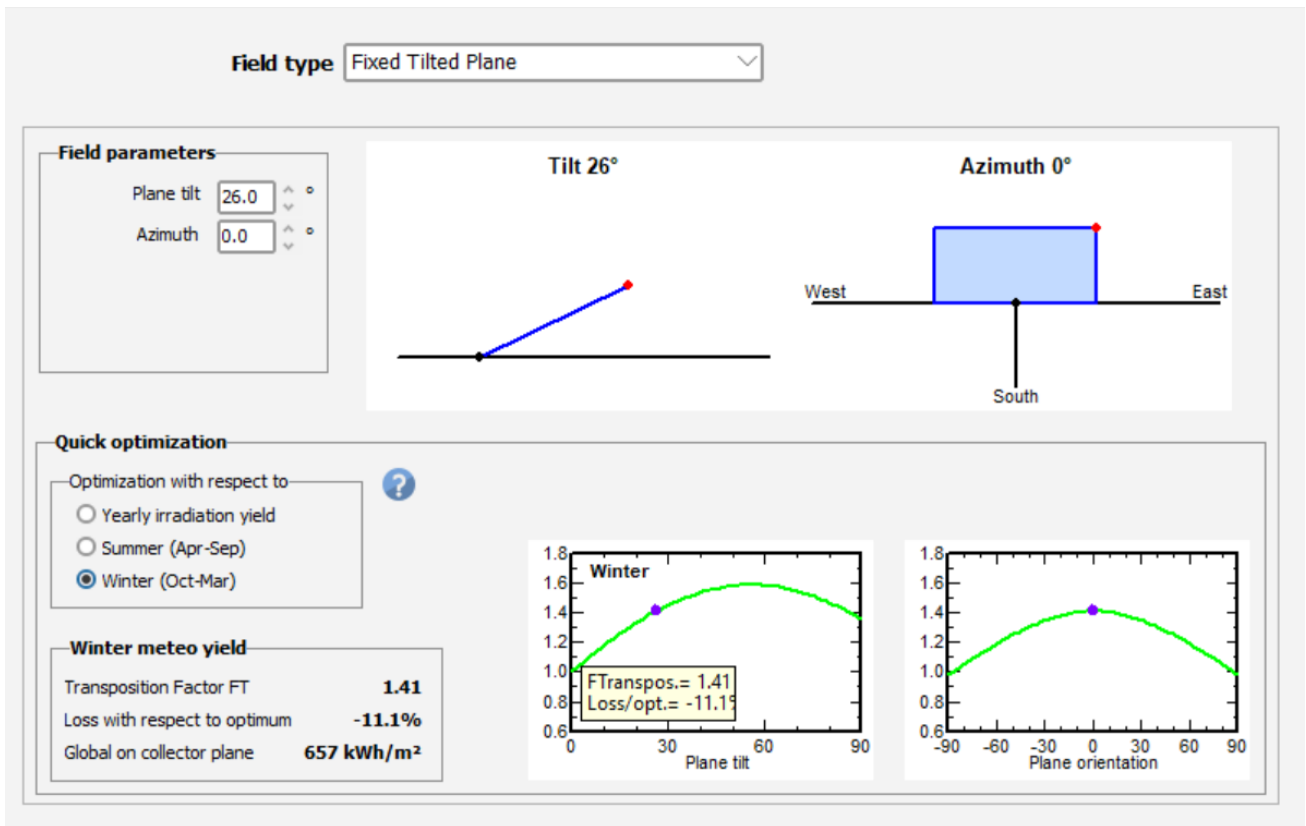 Field type Fixed Tilted Plane
Field parameters
Plane tilt 26.0 °
Azimuth 0.0 °
Tilt 26°
Azimuth 0°
West
East
South
Quick optimization
Optimization with respect to
Yearly irradiation yield
Summer (Apr-Sep)
Winter (Oct-Mar)
?
Winter meteo yield
Transposition Factor FT 1.41
Loss with respect to optimum -11.1%
Global on collector plane 657 kWh/m²
1.8
Winter
1.6
1.4
1.2
1.0
FTranspos.= 1.41
0.8
Loss/opt.= -11.1%
0.6
0 30 60 90
Plane tilt
1.8
1.6
1.4
1.2
1.0
0.8
0.6
-90 -60 -30 0 30 60 90
Plane orientation